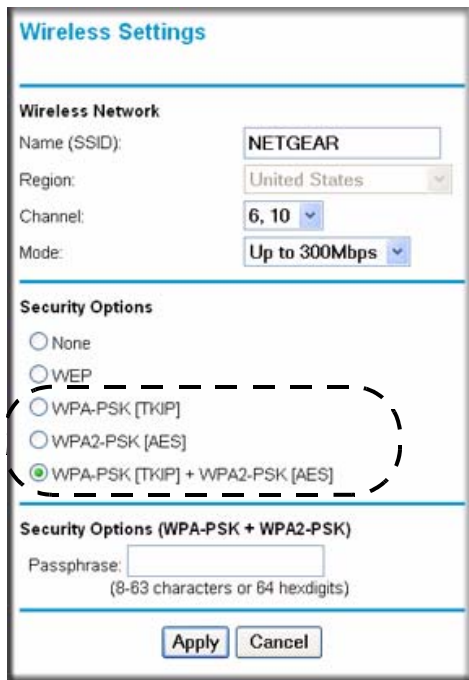 Wireless Settings
Wireless Network
Name (SSID): NETGEAR
Region: United States
Channel: 6, 10
Mode: Up to 300Mbps
Security Options
None
WEP
WPA-PSK [TKIP]
WPA2-PSK [AES]
WPA-PSK [TKIP] + WPA2-PSK [AES]
Security Options (WPA-PSK + WPA2-PSK)
Passphrase:
(8-63 characters or 64 hexdigits)
Apply Cancel